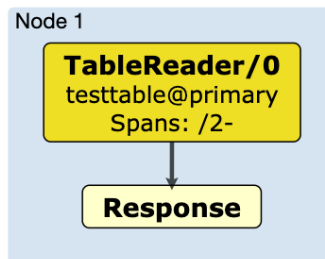 Node 1
TableReader/0
testtable@primary
Spans: /2-
Response